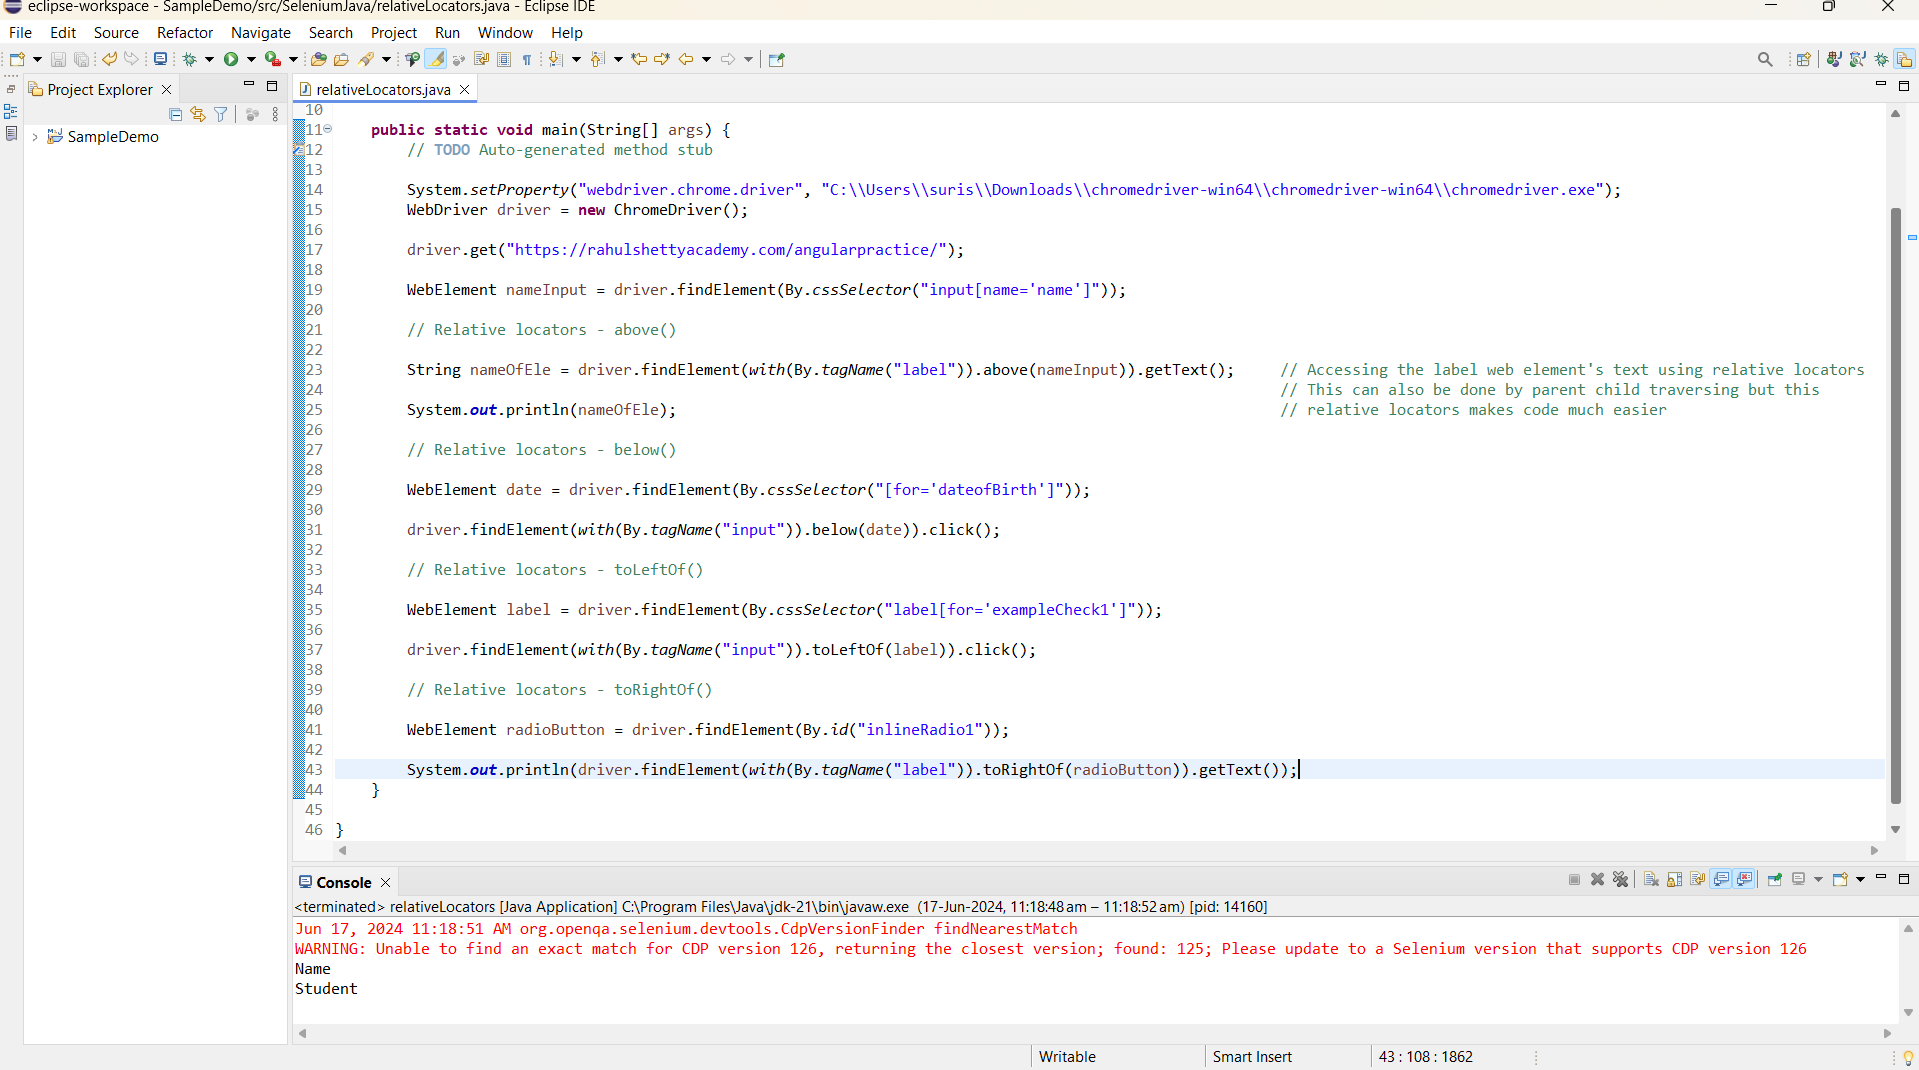 eclipse-workspace - SampleDemo/src/SeleniumJava/relativeLocators.java - Eclipse IDE
File Edit Source Refactor Navigate Search Project Run Window Help
Project Explorer
relativeLocators.java
SampleDemo
10
11 public static void main(String[] args) {
12 // TODO Auto-generated method stub
13
14 System.setProperty("webdriver.chrome.driver", "C:\\Users\\suris\\Downloads\\chromedriver-win64\\chromedriver-win64\\chromedriver.exe");
15 WebDriver driver = new ChromeDriver();
16
17 driver.get("https://rahulshettyacademy.com/angularpractice/");
18
19 WebElement nameInput = driver.findElement(By.cssSelector("input[name='name']"));
20
21 // Relative locators - above()
22
23 String nameOfEle = driver.findElement(with(By.tagName("label")).above(nameInput)).getText(); // Accessing the label web element's text using relative locators
24 // This can also be done by parent child traversing but this
25 System.out.println(nameOfEle); // relative locators makes code much easier
26
27 // Relative locators - below()
28
29 WebElement date = driver.findElement(By.cssSelector("[for='dateofBirth']"));
30
31 driver.findElement(with(By.tagName("input")).below(date)).click();
32
33 // Relative locators - toLeftOf()
34
35 WebElement label = driver.findElement(By.cssSelector("label[for='exampleCheck1']"));
36
37 driver.findElement(with(By.tagName("input")).toLeftOf(label)).click();
38
39 // Relative locators - toRightOf()
40
41 WebElement radioButton = driver.findElement(By.id("inlineRadio1"));
42
43 System.out.println(driver.findElement(with(By.tagName("label")).toRightOf(radioButton)).getText());
44 }
45
46 }
Console
<terminated> relativeLocators [Java Application] C:\Program Files\Java\jdk-21\bin\javaw.exe (17-Jun-2024, 11:18:48 am – 11:18:52 am) [pid: 14160]
Jun 17, 2024 11:18:51 AM org.openqa.selenium.devtools.CdpVersionFinder findNearestMatch
WARNING: Unable to find an exact match for CDP version 126, returning the closest version; found: 125; Please update to a Selenium version that supports CDP version 126
Name
Student
Writable Smart Insert 43 : 108 : 1862